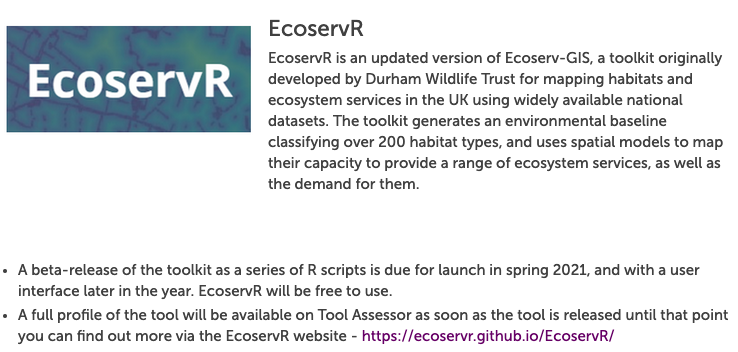 EcoservR
EcoservR
EcoservR is an updated version of Ecoserv-GIS, a toolkit originally
developed by Durham Wildlife Trust for mapping habitats and
ecosystem services in the UK using widely available national
datasets. The toolkit generates an environmental baseline
classifying over 200 habitat types, and uses spatial models to map
their capacity to provide a range of ecosystem services, as well as
the demand for them.
• A beta-release of the toolkit as a series of R scripts is due for launch in spring 2021, and with a user
interface later in the year. EcoservR will be free to use.
• A full profile of the tool will be available on Tool Assessor as soon as the tool is released until that point
you can find out more via the EcoservR website - https://ecoservr.github.io/EcoservR/